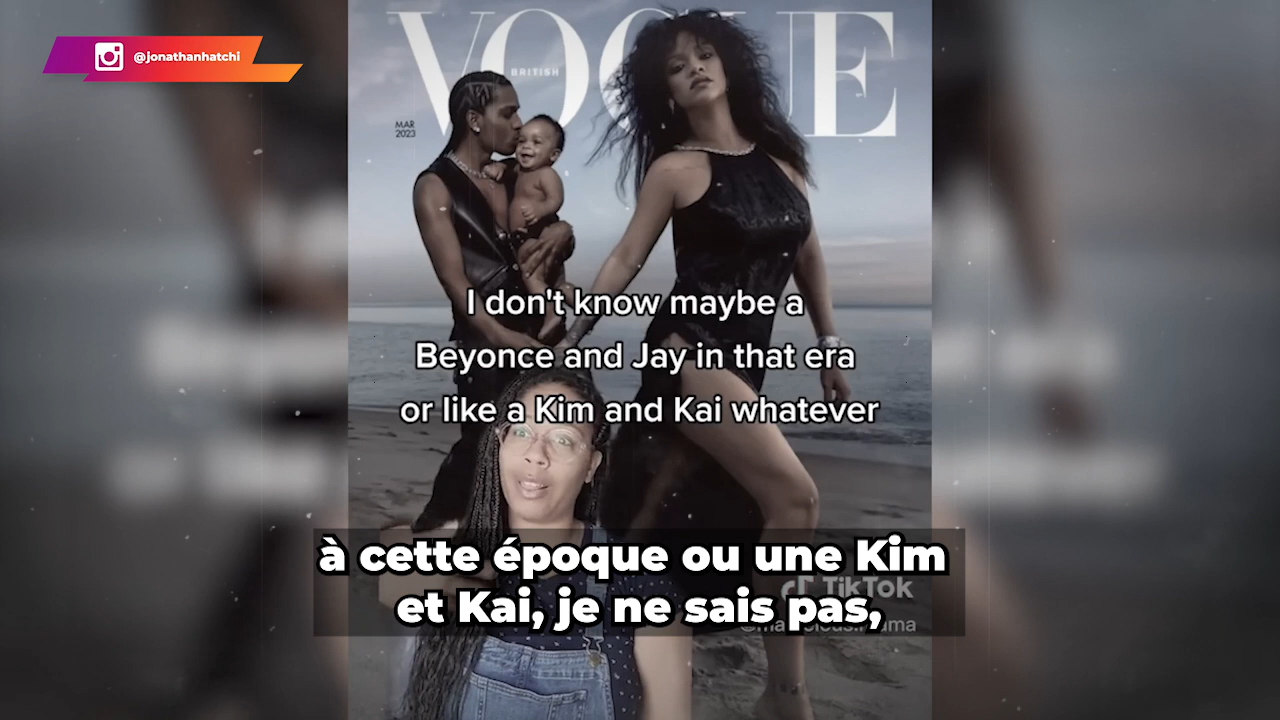 @jonathanhatchi
VOGUE
BRITISH
MAR
2023
I don't know maybe a
Beyonce and Jay in that era
or like a Kim and Kai whatever
à cette époque ou une Kim
et Kai, je ne sais pas,
TikTok